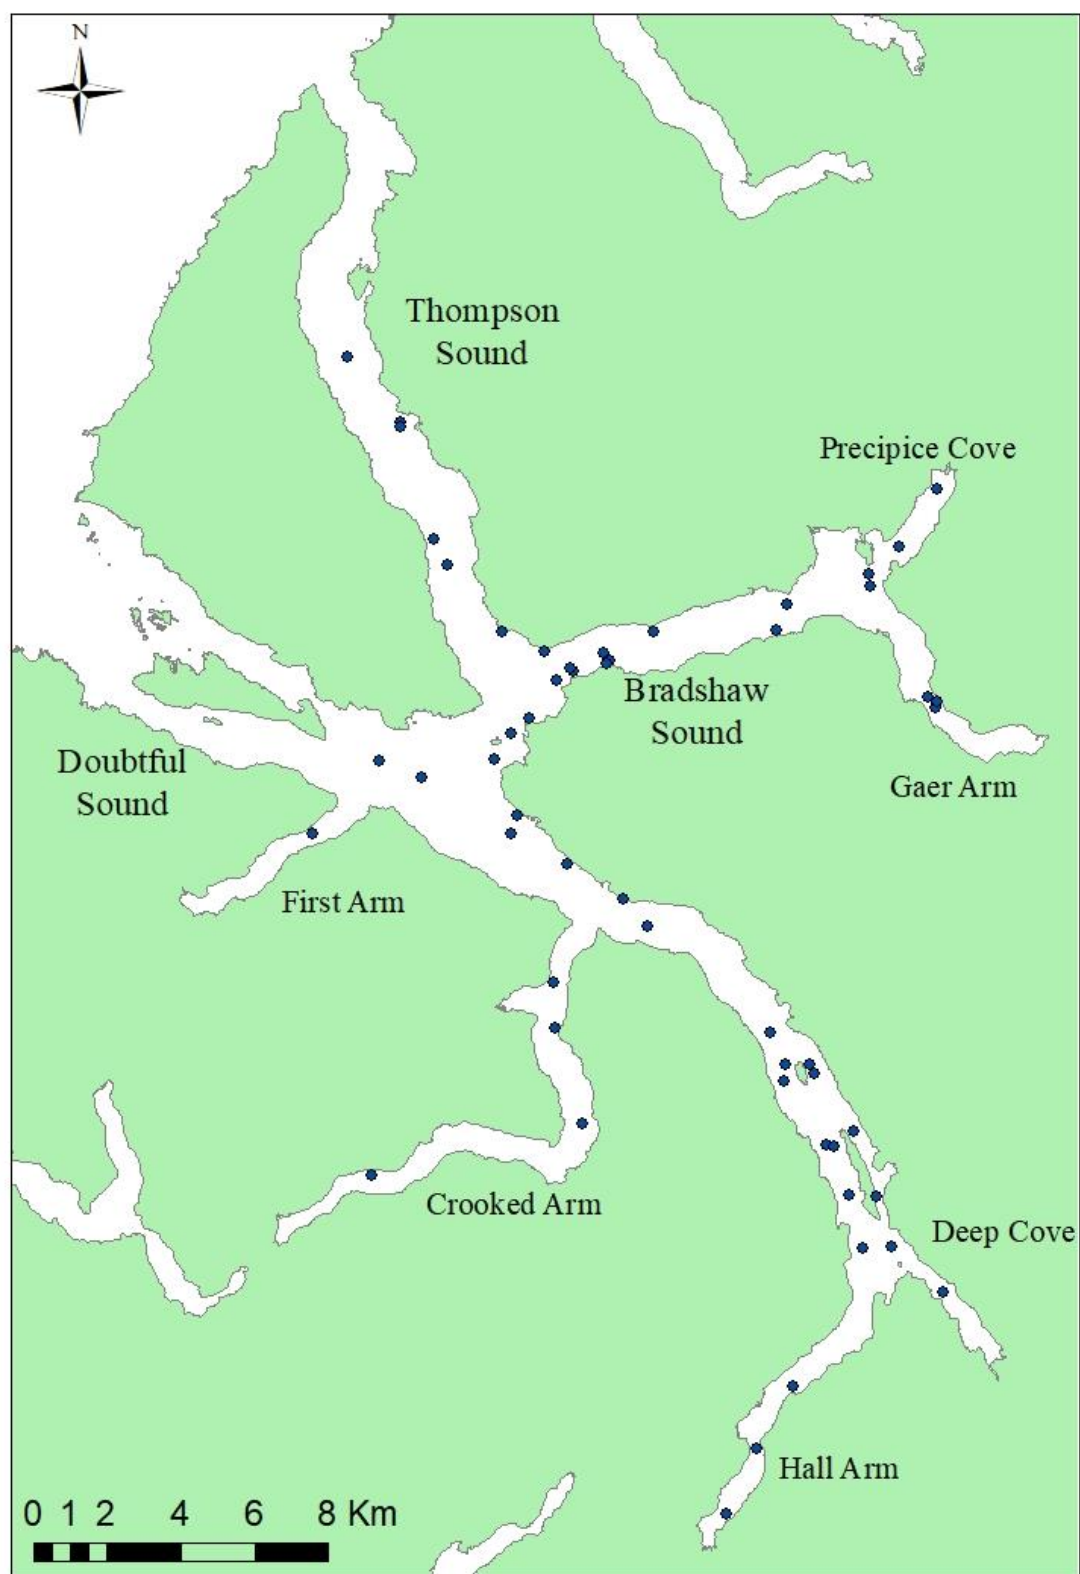 N
Thompson
Sound
Precipice Cove
Bradshaw
Sound
Doubtful
Sound
Gaer Arm
First Arm
Crooked Arm
Deep Cove
Hall Arm
0 1 2 4 6 8 Km